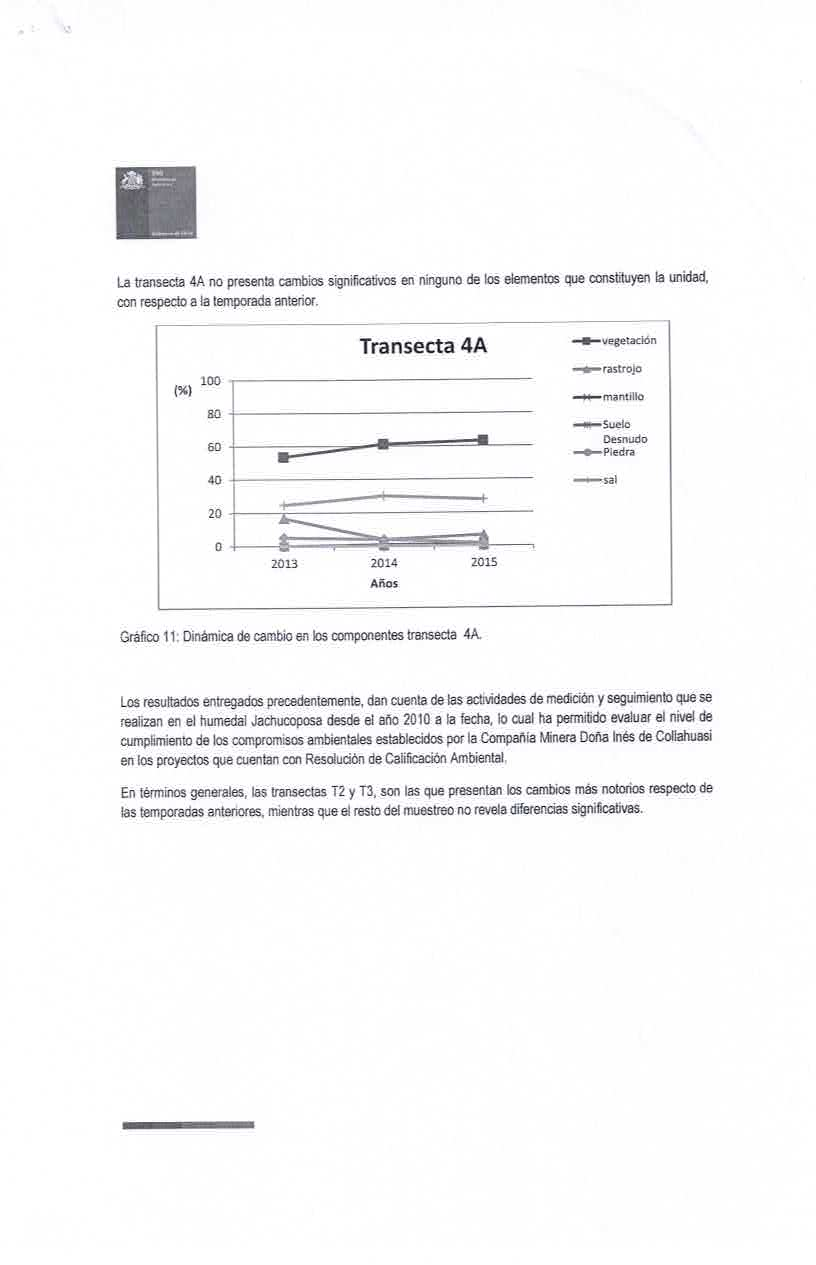 SAG
La transecta 4A no presenta cambios significativos en ninguno de los elementos que constituyen la unidad,
con respecto a la temporada anterior.
Transecta 4A
(%)
100
80
60
40
20
0
2013 2014 2015
Años
vegetación
rastrojo
mantillo
Suelo
Desnudo
Piedra
sal
Gráfico 11: Dinámica de cambio en los componentes transecta 4A.
Los resultados entregados precedentemente, dan cuenta de las actividades de medición y seguimiento que se
realizan en el humedal Jachucoposa desde el año 2010 a la fecha, lo cual ha permitido evaluar el nivel de
cumplimiento de los compromisos ambientales establecidos por la Compañía Minera Doña Inés de Collahuasi
en los proyectos que cuentan con Resolución de Calificación Ambiental.
En términos generales, las transectas T2 y T3, son las que presentan los cambios más notorios respecto de
las temporadas anteriores, mientras que el resto del muestreo no revela diferencias significativas.